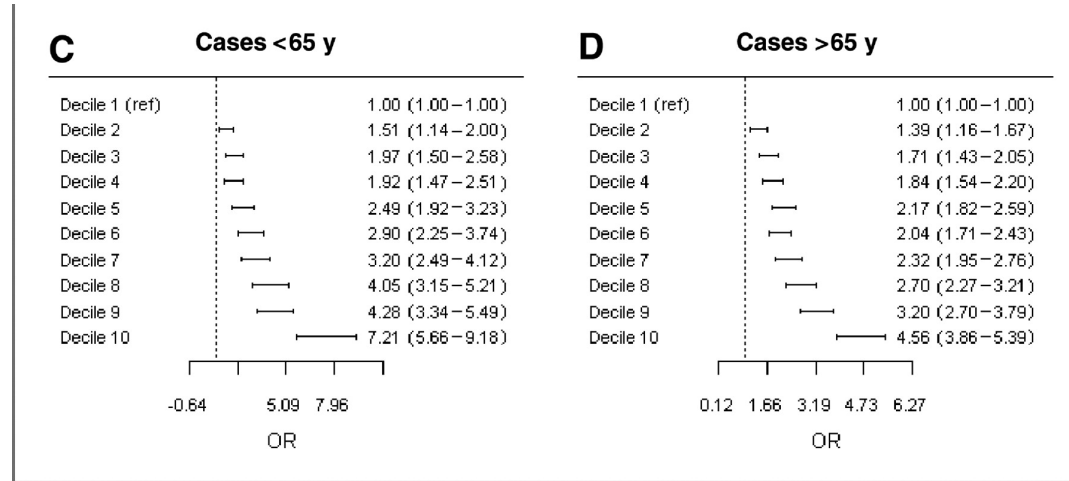 C Cases <65 y
Decile 1 (ref) 1.00 (1.00−1.00)
Decile 2 1.51 (1.14−2.00)
Decile 3 1.97 (1.50−2.58)
Decile 4 1.92 (1.47−2.51)
Decile 5 2.49 (1.92−3.23)
Decile 6 2.90 (2.25−3.74)
Decile 7 3.20 (2.49−4.12)
Decile 8 4.05 (3.15−5.21)
Decile 9 4.28 (3.34−5.49)
Decile 10 7.21 (5.66−9.18)
-0.64 5.09 7.96
OR
D Cases >65 y
Decile 1 (ref) 1.00 (1.00−1.00)
Decile 2 1.39 (1.16−1.67)
Decile 3 1.71 (1.43−2.05)
Decile 4 1.84 (1.54−2.20)
Decile 5 2.17 (1.82−2.59)
Decile 6 2.04 (1.71−2.43)
Decile 7 2.32 (1.95−2.76)
Decile 8 2.70 (2.27−3.21)
Decile 9 3.20 (2.70−3.79)
Decile 10 4.56 (3.86−5.39)
0.12 1.66 3.19 4.73 6.27
OR